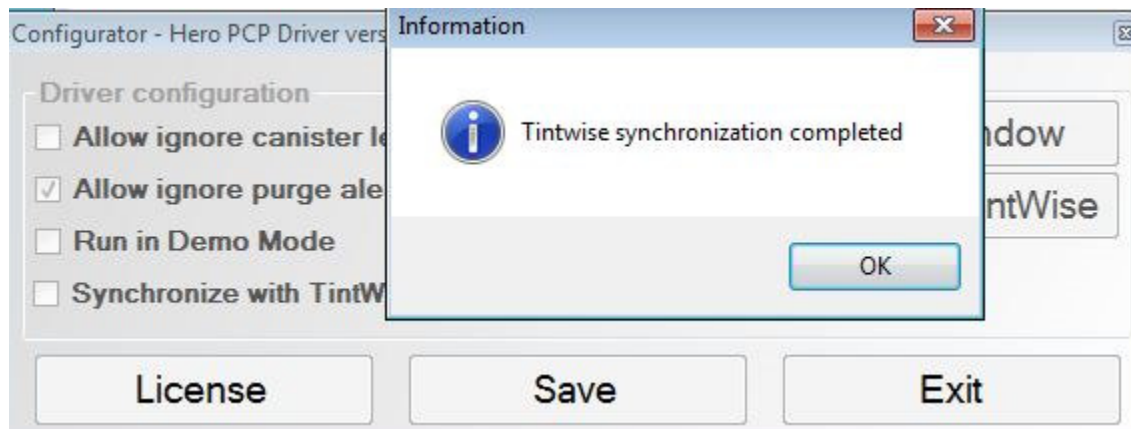 Configurator - Hero PCP Driver vers
Information
Driver configuration
Allow ignore canister le
Allow ignore purge ale
Run in Demo Mode
Synchronize with TintW
Tintwise synchronization completed
OK
ndow
ntWise
License
Save
Exit